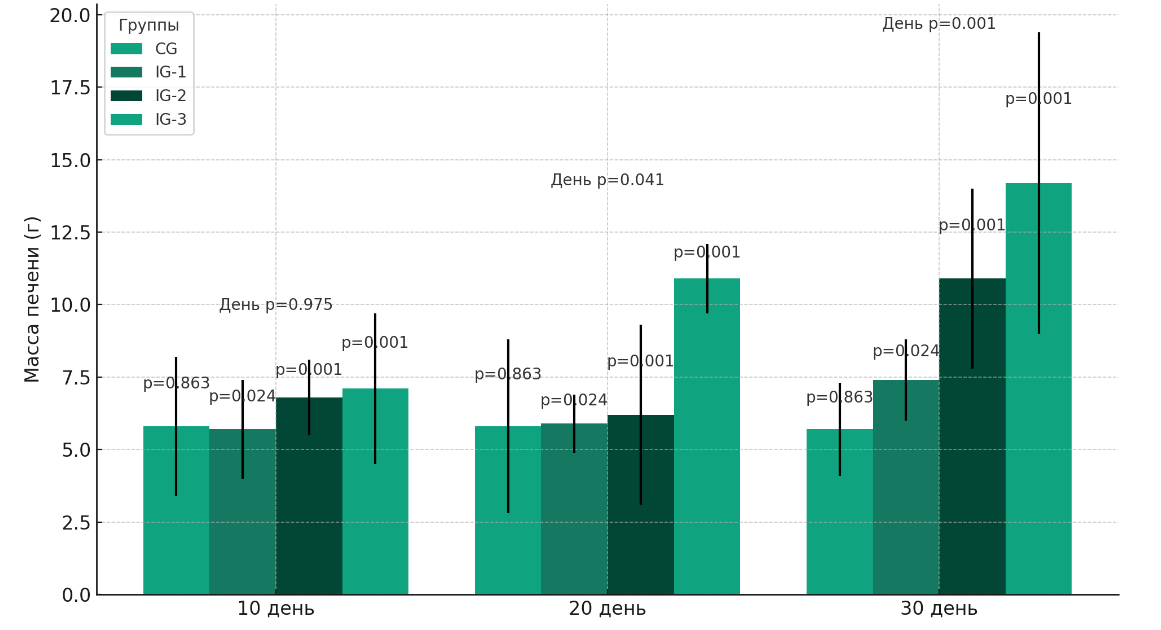 Группы
CG
IG-1
IG-2
IG-3
Масса печени (г)
20.0
17.5
15.0
12.5
10.0
7.5
5.0
2.5
0.0
День p=0.975
p=0.863
p=0.024
p=0.001
p=0.001
День p=0.041
p=0.863
p=0.024
p=0.001
p=0.001
День p=0.001
p=0.863
p=0.024
p=0.001
p=0.001
10 день
20 день
30 день